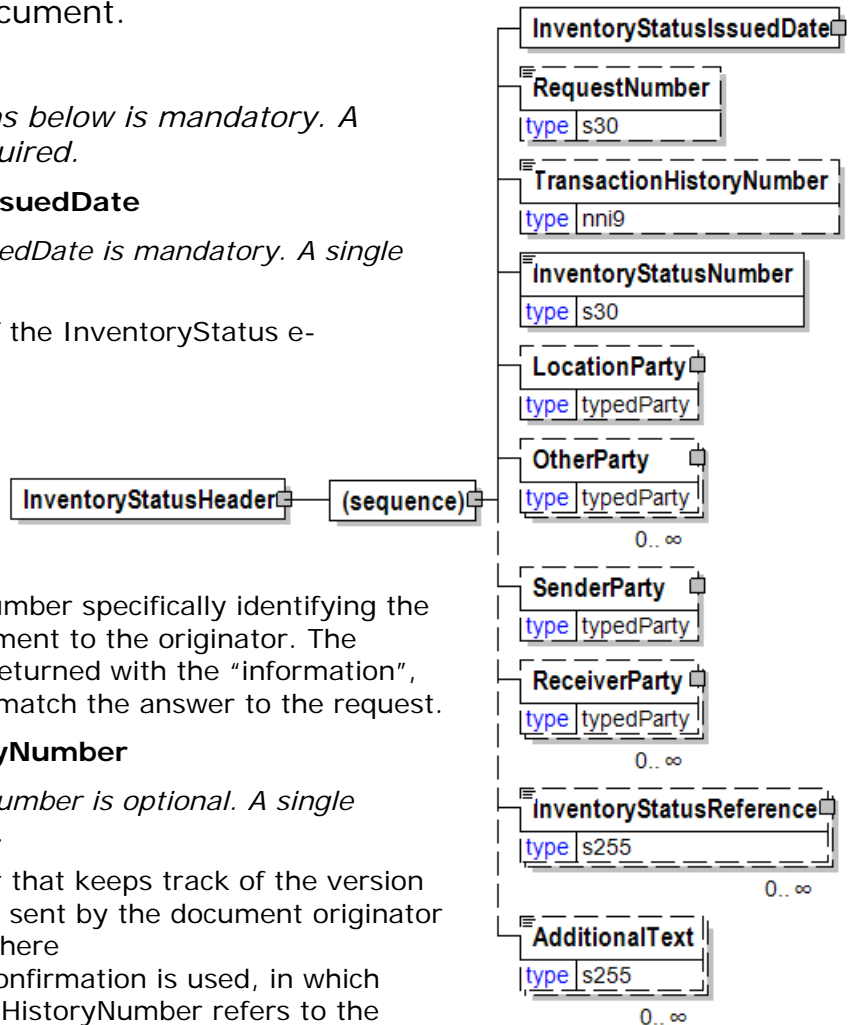 cument.
ns below is mandatory. A
uired.
ssuedDate
edDate is mandatory. A single
f the InventoryStatus e-
umber specifically identifying the
ment to the originator. The
eturned with the “information”,
match the answer to the request.
yNumber
umber is optional. A single
.
r that keeps track of the version
sent by the document originator
here
onfirmation is used, in which
HistoryNumber refers to the
InventoryStatusHeader
(sequence)
InventoryStatusIssuedDate
RequestNumber
type s30
TransactionHistoryNumber
type nni9
InventoryStatusNumber
type s30
LocationParty
type typedParty
OtherParty
type typedParty
0.. ∞
SenderParty
type typedParty
ReceiverParty
type typedParty
0.. ∞
InventoryStatusReference
type s255
0.. ∞
AdditionalText
type s255
0.. ∞